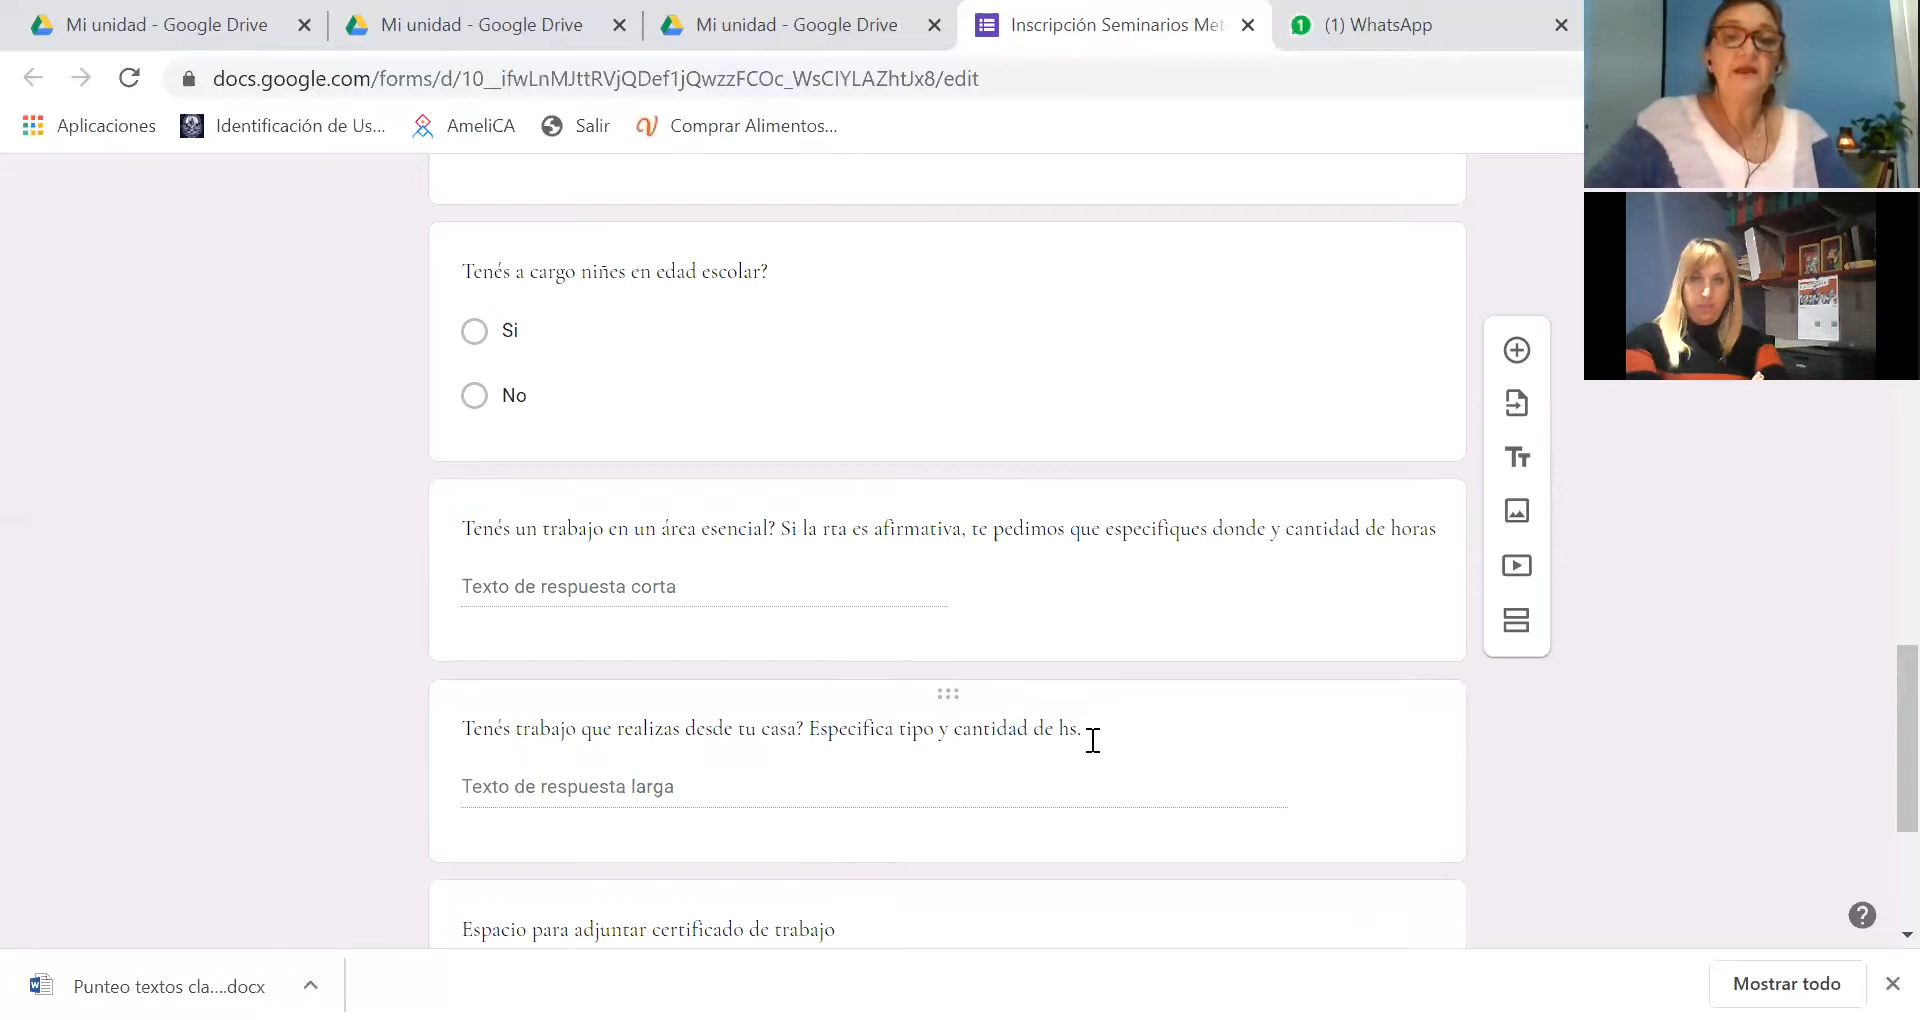 Mi unidad - Google Drive
Mi unidad - Google Drive
Mi unidad - Google Drive
Inscripción Seminarios Met
1
(1) WhatsApp
docs.google.com/forms/d/10__ifwLnMJttRVjQDef1jQwzzFCOc_WsCIYLAZhtJx8/edit
Aplicaciones
Identificación de Us...
AmeliCA
Salir
Comprar Alimentos...
Tenés a cargo niñes en edad escolar?
Si
No
Tenés un trabajo en un área esencial? Si la rta es afirmativa, te pedimos que especifiques donde y cantidad de horas
Texto de respuesta corta
Tenés trabajo que realizas desde tu casa? Especifica tipo y cantidad de hs.
Texto de respuesta larga
Espacio para adjuntar certificado de trabajo
Punteo textos cla....docx
Mostrar todo